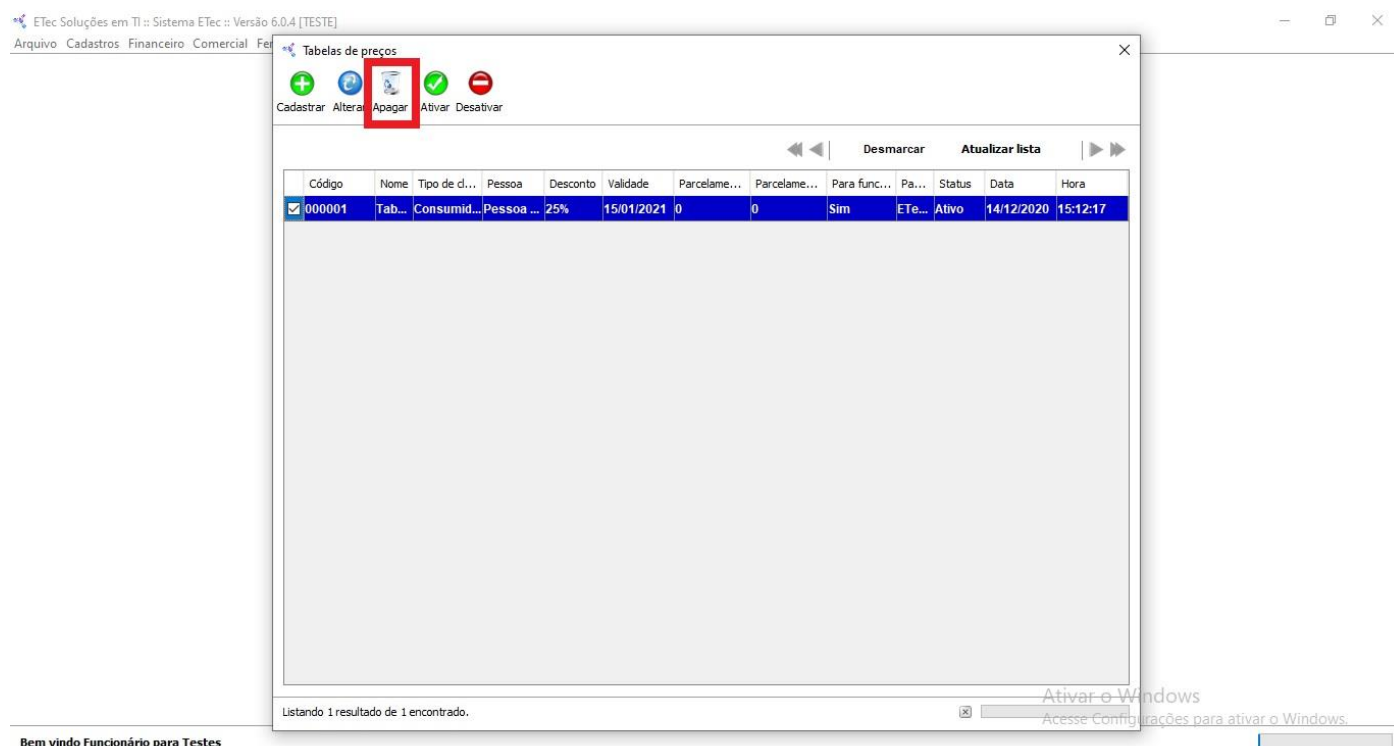 ETec Soluções em TI :: Sistema ETec :: Versão 6.0.4 [TESTE]
Arquivo Cadastros Financeiro Comercial Fer
Tabelas de preços
Cadastrar Alterar Apagar Ativar Desativar
Desmarcar Atualizar lista
Código Nome Tipo de cl... Pessoa Desconto Validade Parcelame... Parcelame... Para func... Pa... Status Data Hora
000001 Tab... Consumid... Pessoa ... 25% 15/01/2021 0 0 Sim ETe... Ativo 14/12/2020 15:12:17
Ativar o Windows
Listando 1 resultado de 1 encontrado.
Acesse Configurações para ativar o Windows.
Bem vindo Funcionário para Testes